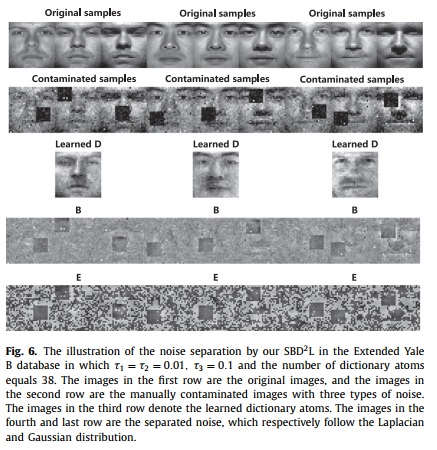 Original samples Original samples Original samples
Contaminated samples Contaminated samples Contaminated samples
Learned D Learned D Learned D
B B B
E E E
Fig. 6. The illustration of the noise separation by our SBD²L in the Extended Yale
B database in which τ₁ = τ₂ = 0.01, τ₃ = 0.1 and the number of dictionary atoms
equals 38. The images in the first row are the original images, and the images in
the second row are the manually contaminated images with three types of noise.
The images in the third row denote the learned dictionary atoms. The images in the
fourth and last row are the separated noise, which respectively follow the Laplacian
and Gaussian distribution.